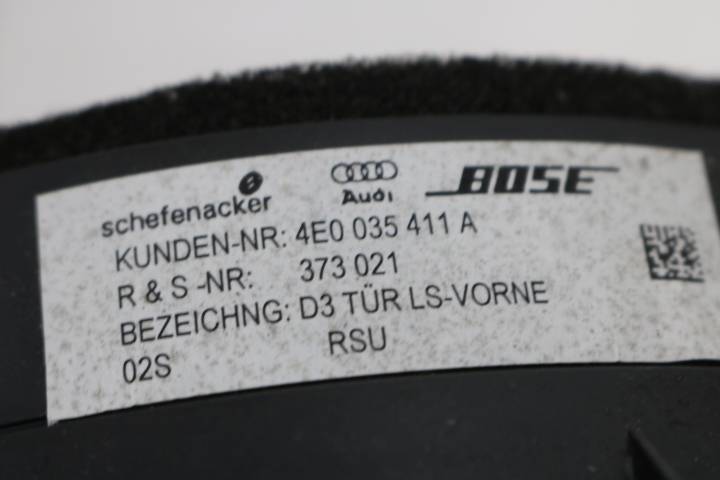 schefenacker Audi BOSE
KUNDEN-NR: 4E0 035 411 A
R & S -NR: 373 021
BEZEICHNG: D3 TÜR LS-VORNE
02S RSU